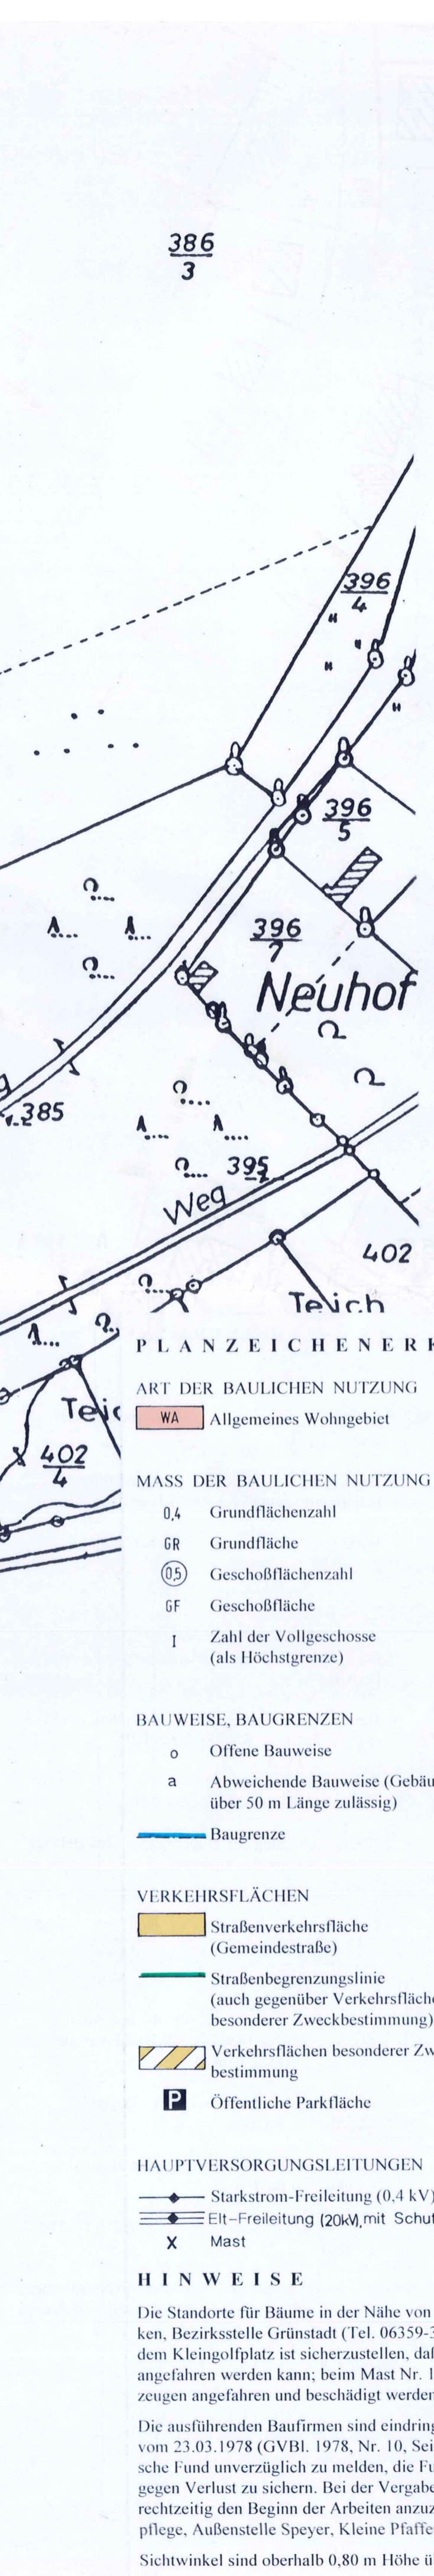 386
3
396
4
396
5
396
7
Neuhof
385
395
Weg
402
Teich
Teic
402
4
PLANZEICHENER
ART DER BAULICHEN NUTZUNG
WA Allgemeines Wohngebiet
MASS DER BAULICHEN NUTZUNG
0,4 Grundflächenzahl
GR Grundfläche
0,5 Geschoßflächenzahl
GF Geschoßfläche
I Zahl der Vollgeschosse
(als Höchstgrenze)
BAUWEISE, BAUGRENZEN
o Offene Bauweise
a Abweichende Bauweise (Gebäu
über 50 m Länge zulässig)
Baugrenze
VERKEHRSFLÄCHEN
Straßenverkehrsfläche
(Gemeindestraße)
Straßenbegrenzungslinie
(auch gegenüber Verkehrsfläche
besonderer Zweckbestimmung)
Verkehrsflächen besonderer Zw
bestimmung
P Öffentliche Parkfläche
HAUPTVERSORGUNGSLEITUNGEN
Starkstrom-Freileitung (0,4 kV)
Elt-Freileitung (20kV), mit Schut
X Mast
HINWEISE
Die Standorte für Bäume in der Nähe von
ken, Bezirksstelle Grünstadt (Tel. 06359-
dem Kleingolfplatz ist sicherzustellen, daß
angefahren werden kann; beim Mast Nr. 1
zeugen angefahren und beschädigt werden
Die ausführenden Baufirmen sind eindring
vom 23.03.1978 (GVBl. 1978, Nr. 10, Sei
sche Fund unverzüglich zu melden, die Fu
gegen Verlust zu sichern. Bei der Vergabe
rechtzeitig den Beginn der Arbeiten anzuz
pflege, Außenstelle Speyer, Kleine Pfaffe
Sichtwinkel sind oberhalb 0,80 m Höhe ü